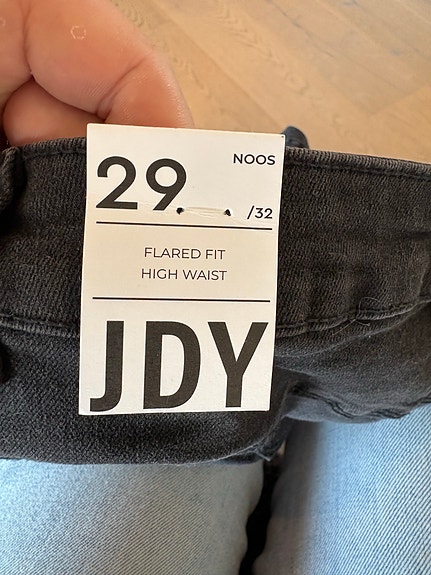 NOOS
29 /32
FLARED FIT
HIGH WAIST
JDY